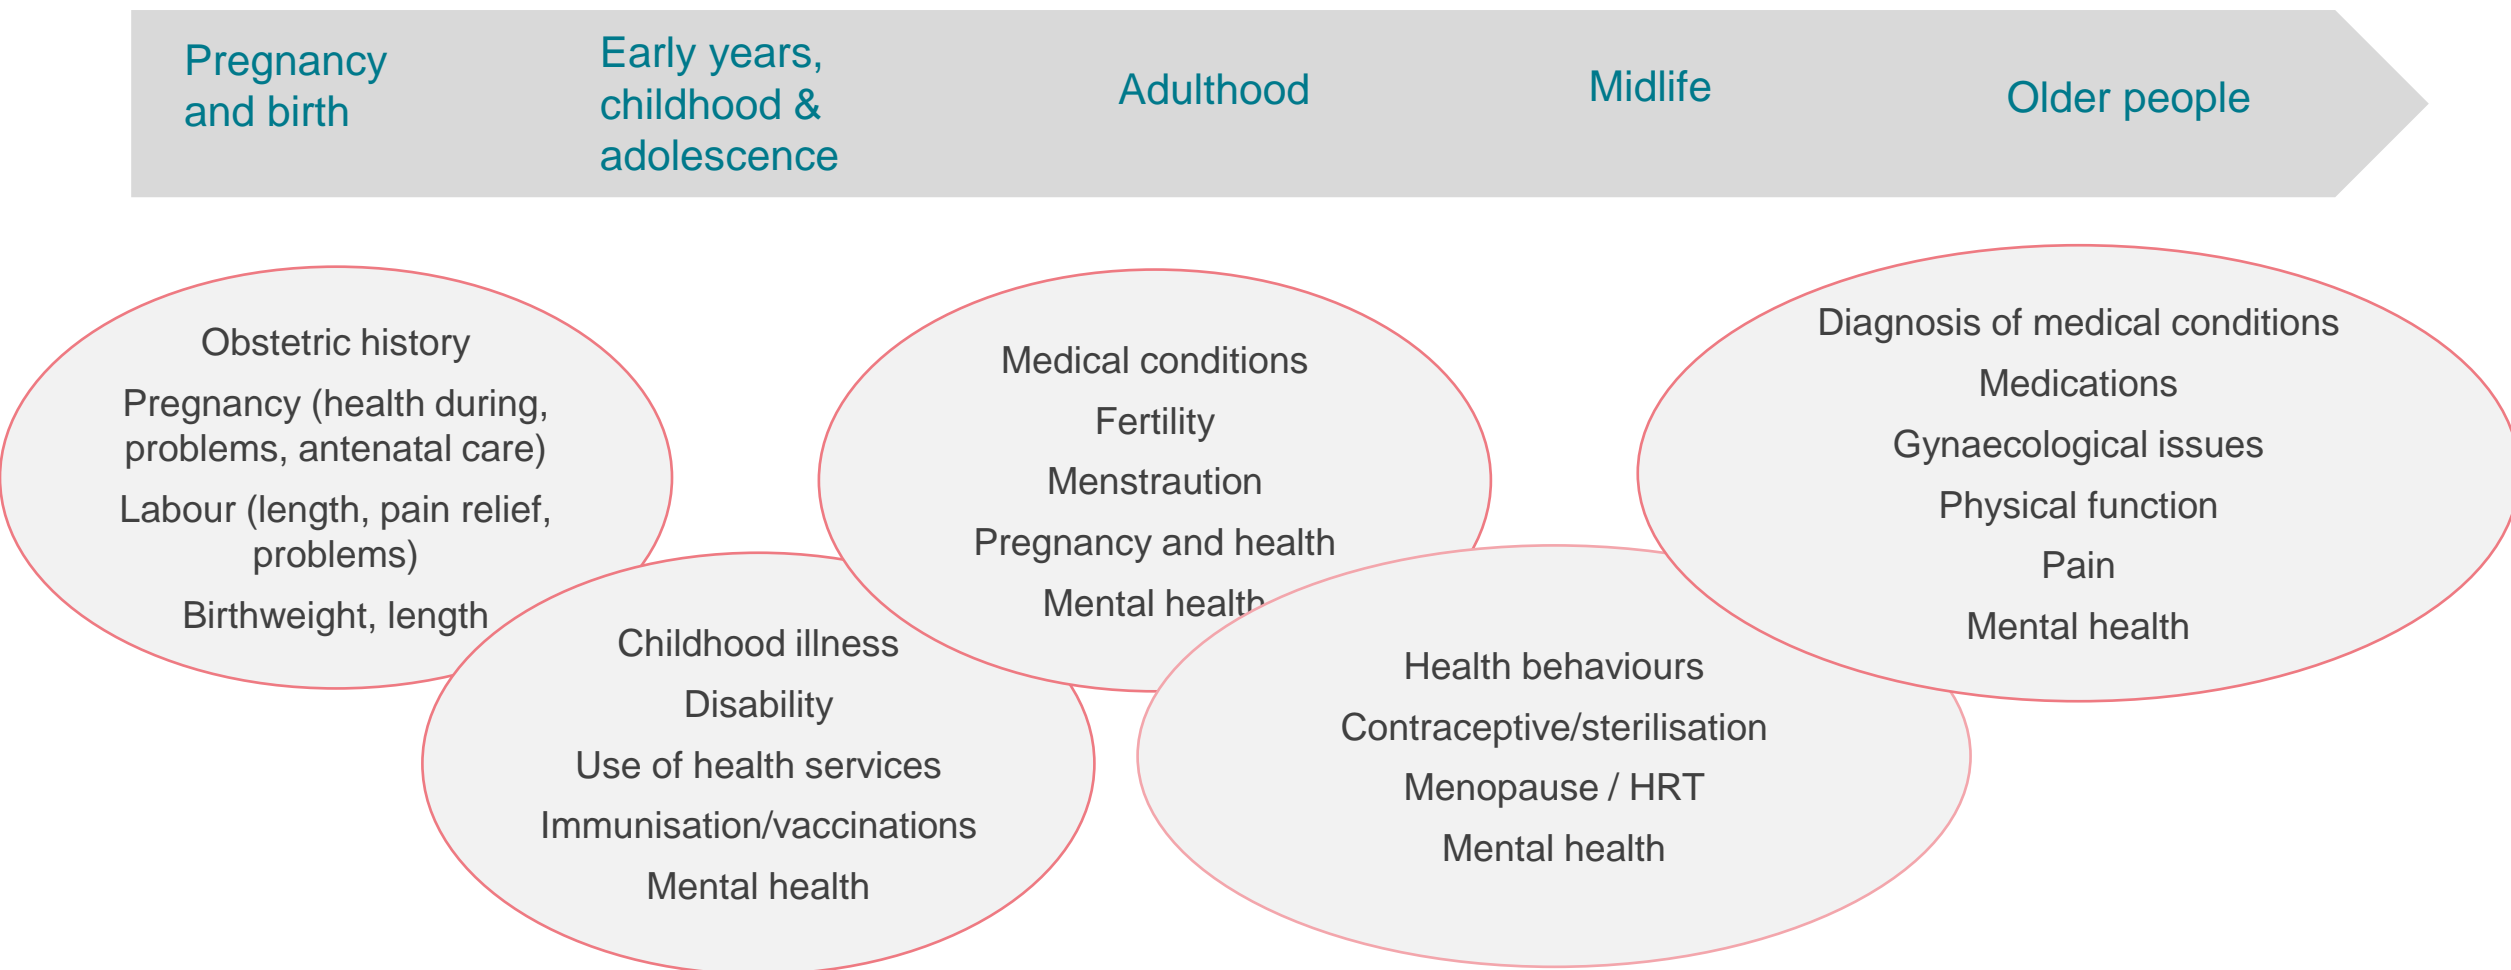 Pregnancy
and birth
Early years,
childhood &
adolescence
Adulthood
Midlife
Older people
Obstetric history
Pregnancy (health during,
problems, antenatal care)
Labour (length, pain relief,
problems)
Birthweight, length
Childhood illness
Disability
Use of health services
Immunisation/vaccinations
Mental health
Medical conditions
Fertility
Menstraution
Pregnancy and health
Mental health
Health behaviours
Contraceptive/sterilisation
Menopause / HRT
Mental health
Diagnosis of medical conditions
Medications
Gynaecological issues
Physical function
Pain
Mental health